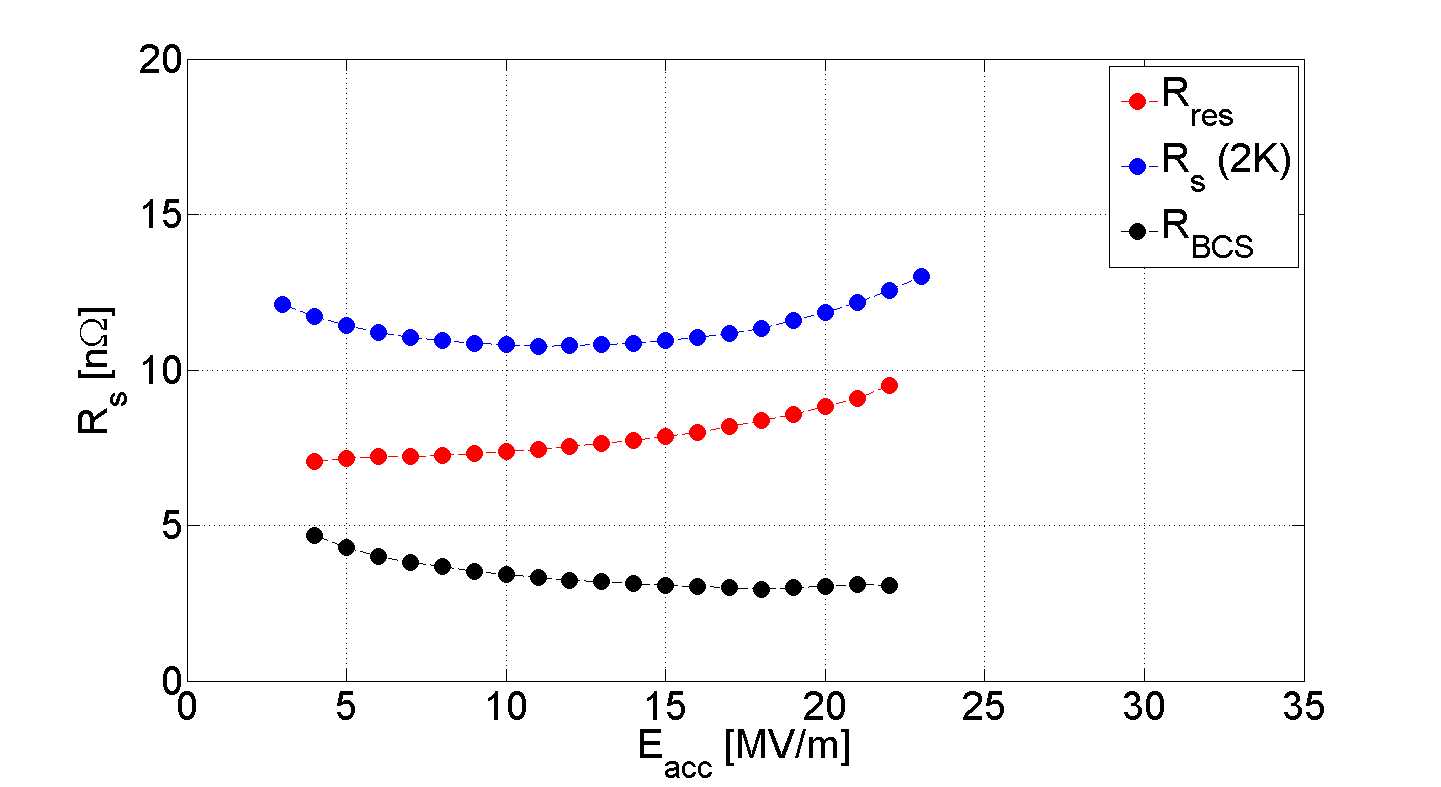 20
15
10
5
0
R_s [nΩ]
0 5 10 15 20 25 30 35
E_acc [MV/m]
R_res
R_s (2K)
R_BCS